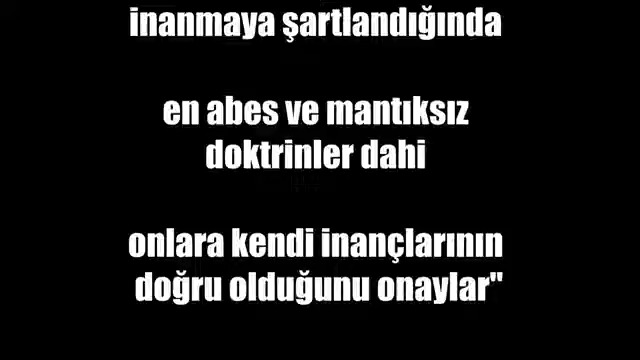 inanmaya şartlandığında
en abes ve mantıksız
doktrinler dahi
onlara kendi inançlarının
doğru olduğunu onaylar"